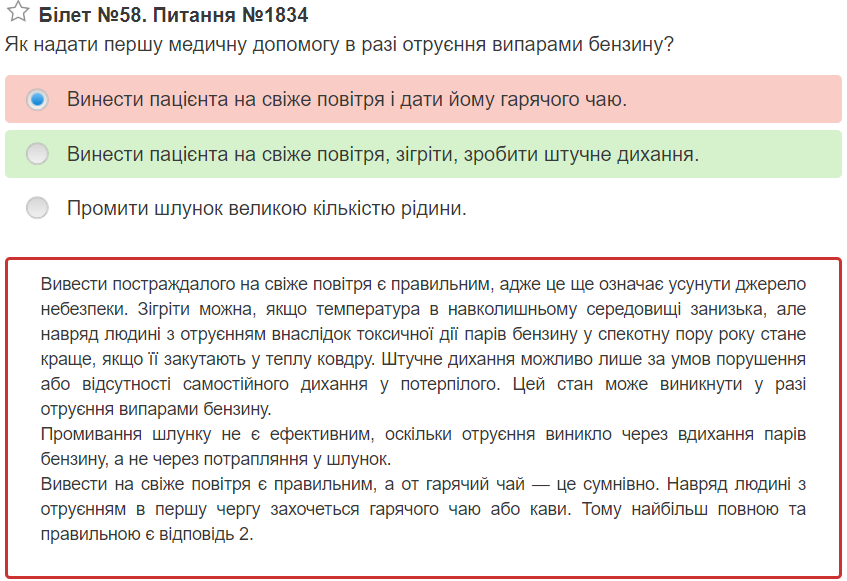 Білет №58. Питання №1834
Як надати першу медичну допомогу в разі отруєння випарами бензину?
Винести пацієнта на свіже повітря і дати йому гарячого чаю.
Винести пацієнта на свіже повітря, зігріти, зробити штучне дихання.
Промити шлунок великою кількістю рідини.
Вивести постраждалого на свіже повітря є правильним, адже це ще означає усунути джерело
небезпеки. Зігріти можна, якщо температура в навколишньому середовищі занизька, але
навряд людині з отруєнням внаслідок токсичної дії парів бензину у спекотну пору року стане
краще, якщо її закутають у теплу ковдру. Штучне дихання можливо лише за умов порушення
або відсутності самостійного дихання у потерпілого. Цей стан може виникнути у разі
отруєння випарами бензину.
Промивання шлунку не є ефективним, оскільки отруєння виникло через вдихання парів
бензину, а не через потрапляння у шлунок.
Вивести на свіже повітря є правильним, а от гарячий чай — це сумнівно. Навряд людині з
отруєнням в першу чергу захочеться гарячого чаю або кави. Тому найбільш повною та
правильною є відповідь 2.